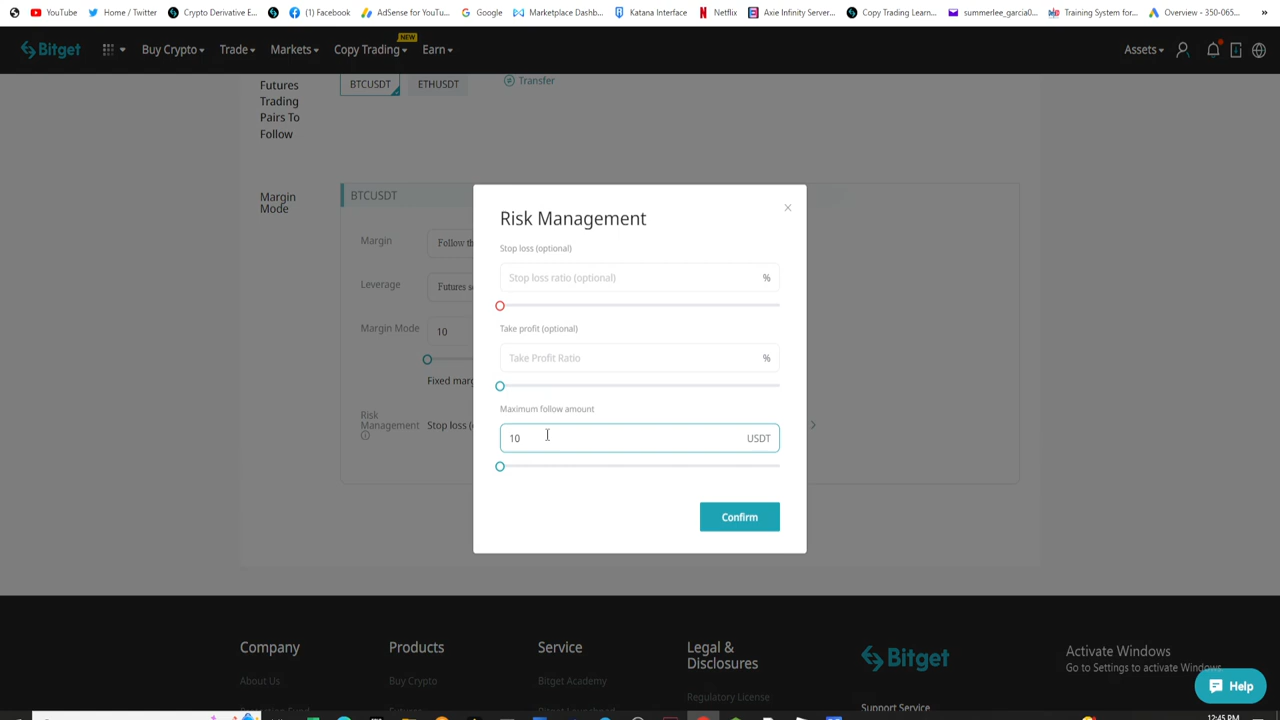 YouTube
Home / Twitter
Crypto Derivative E...
(1) Facebook
AdSense for YouTu...
Google
Marketplace Dashb...
Katana Interface
Netflix
Axie Infinity Server...
Copy Trading Learn...
summerlee_garcia0...
Training System for...
Overview - 350-065...
»
Bitget
Buy Crypto
Trade
Markets
Copy Trading
NEW
Earn
Assets
Futures
Trading
Pairs To
Follow
BTCUSDT
ETHUSDT
Transfer
Margin
Mode
BTCUSDT
Margin
Follow th
Leverage
Futures s
Margin Mode
10
Fixed marg
Risk
Management
Stop loss (
Risk Management
Stop loss (optional)
Stop loss ratio (optional)
%
Take profit (optional)
Take Profit Ratio
%
Maximum follow amount
10
USDT
Confirm
Company
Products
Service
Legal &
Disclosures
Bitget
About Us
Buy Crypto
Bitget Academy
Regulatory License
Support Service
Activate Windows
Go to Settings to activate Windows.
Help
12:45 PM